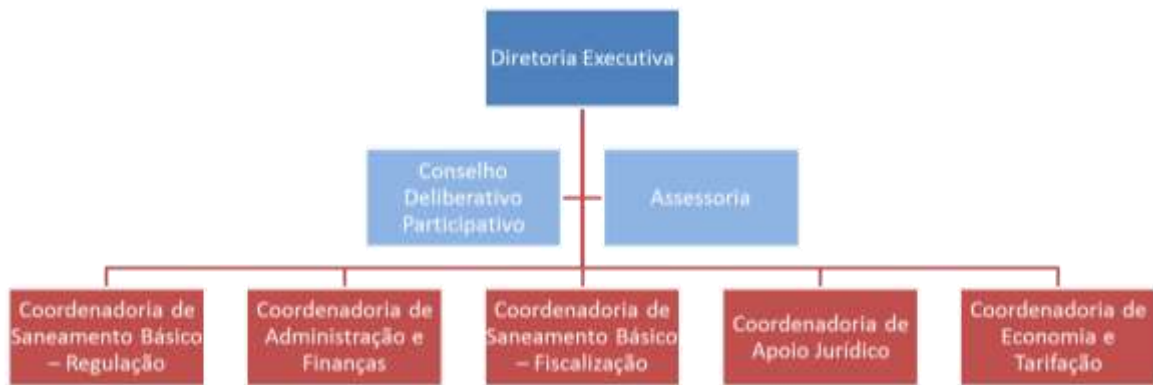 Diretoria Executiva
Conselho
Deliberativo
Participativo
Assessoria
Coordenadoria de
Saneamento Básico
– Regulação
Coordenadoria de
Administração e
Finanças
Coordenadoria de
Saneamento Básico
– Fiscalização
Coordenadoria de
Apoio Jurídico
Coordenadoria de
Economia e
Tarifação